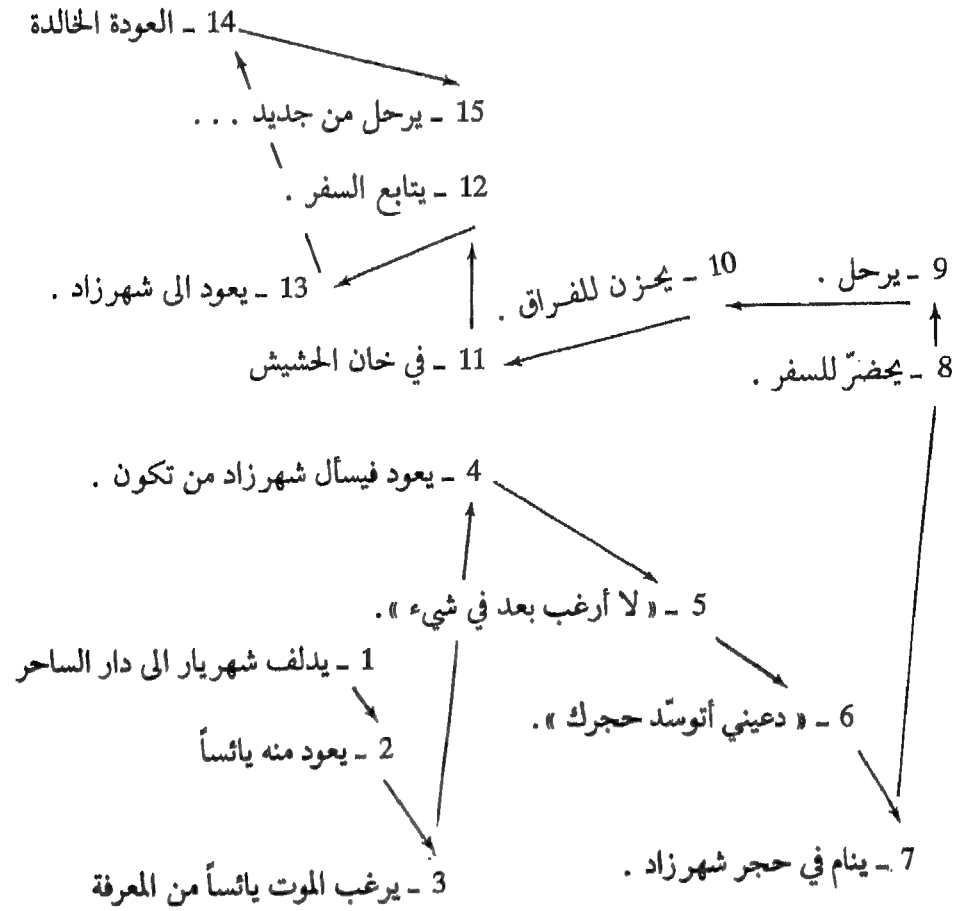 14 ـ العودة الخالدة
15 ـ يرحل من جديد . . .
12 ـ يتابع السفر .
9 ـ يرحل .
10 ـ يحزن للفراق .
13 ـ يعود الى شهرزاد .
11 ـ في خان الحشيش
8 ـ يحضرّ للسفر .
4 ـ يعود فيسأل شهرزاد من تكون .
5 ـ « لا أرغب بعد في شيء » .
1 ـ يدلف شهريار الى دار الساحر
6 ـ « دعيني أتوسّد حجرك » .
2 ـ يعود منه يائساً
7 ـ ينام في حجر شهرزاد .
3 ـ يرغب الموت يائساً من المعرفة